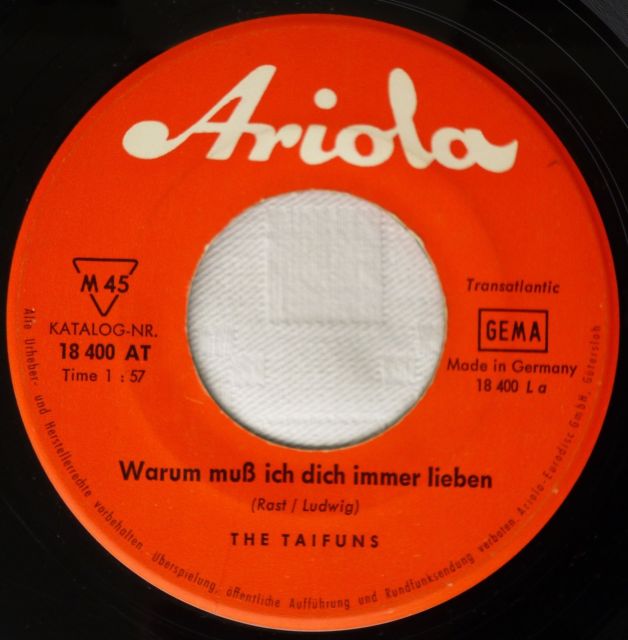 Ariola
M 45
KATALOG-NR.
18 400 AT
Time 1 : 57
Transatlantic
GEMA
Made in Germany
18 400 L a
Warum muß ich dich immer lieben
(Rast / Ludwig)
THE TAIFUNS
Alle Urheber- und Herstellerrechte vorbehalten. Überspielung, öffentliche Aufführung und Rundfunksendung verboten. Ariola-Eurodisc GmbH, Gütersloh